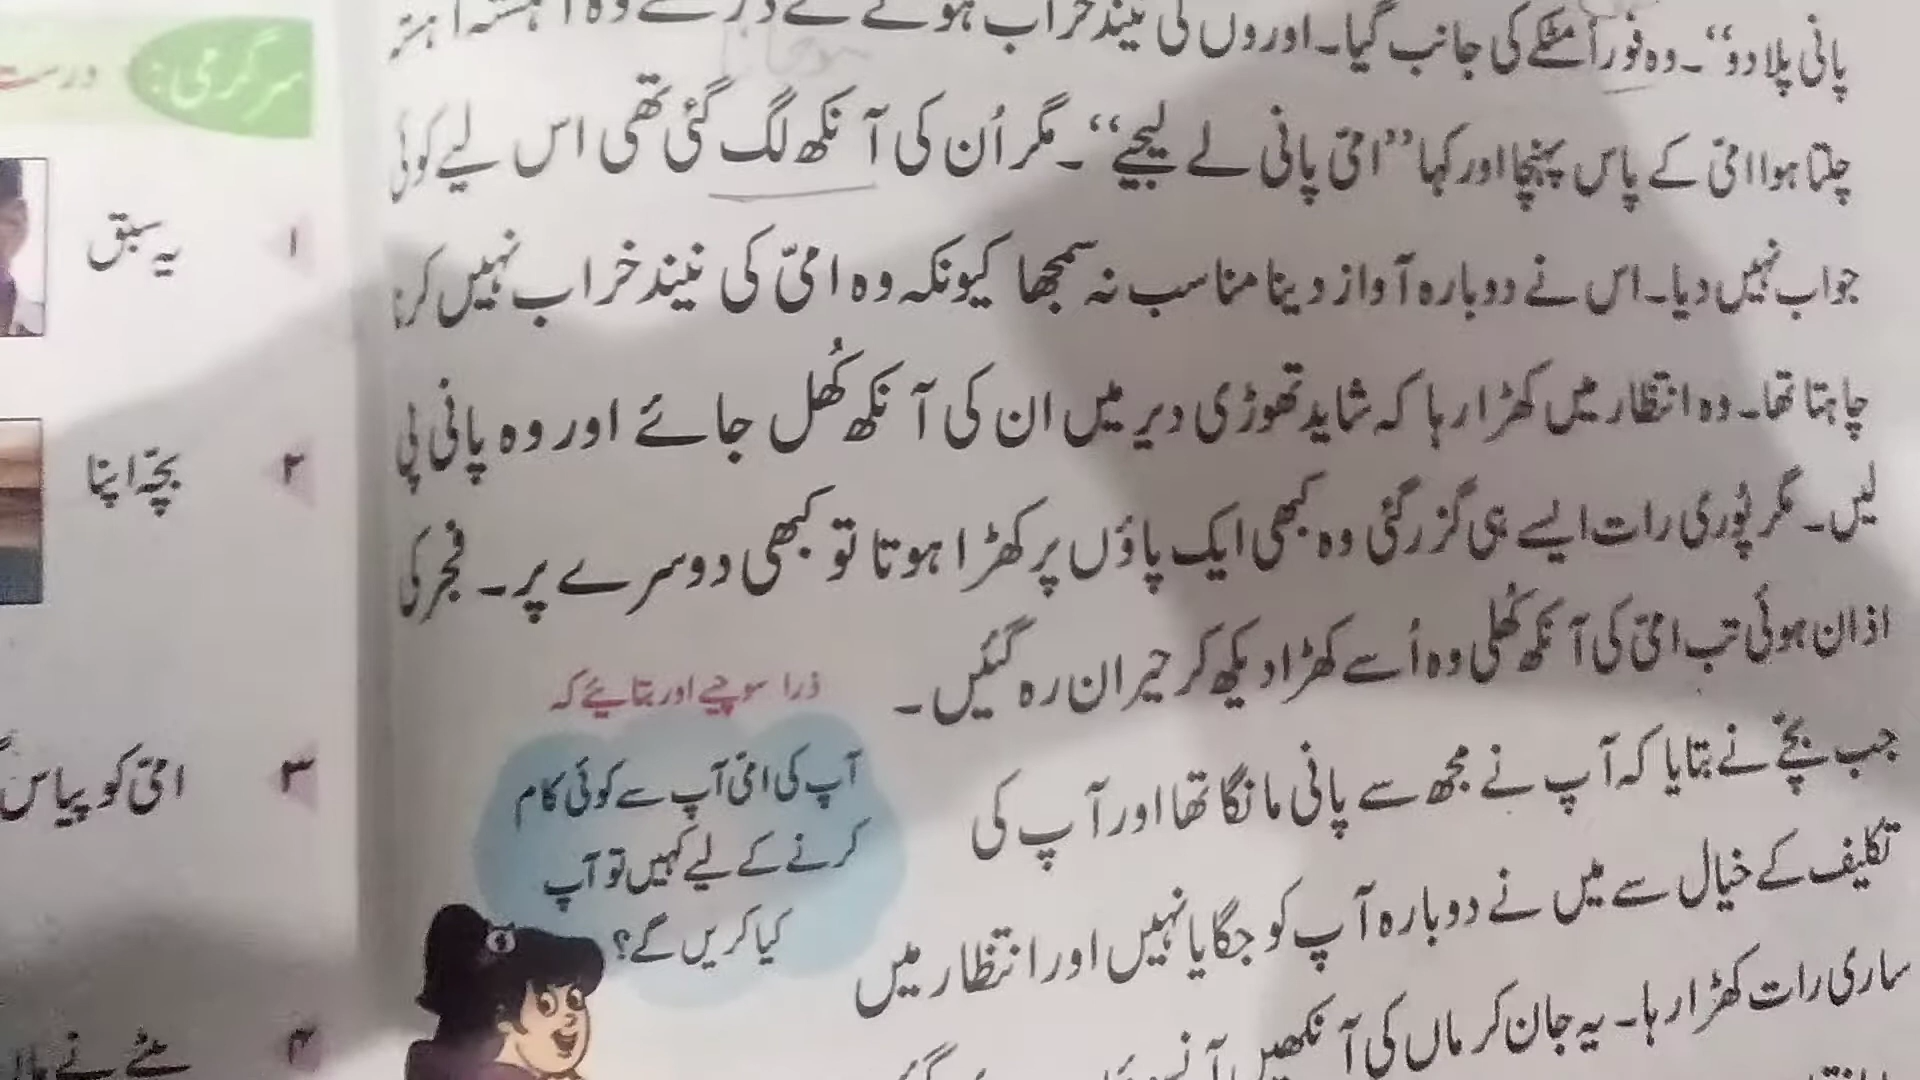 پانی پلا دو“۔ وہ فوراً مٹکے کی جانب گیا۔ اوروں کی نیند خراب ہونے کے ڈر سے وہ آہستہ آہستہ
چلتا ہوا امیّ کے پاس پہنچا اور کہا ”امیّ پانی لے لیجیے“۔ مگر اُن کی آنکھ لگ گئی تھی اس لیے کوئی
جواب نہیں دیا۔ اس نے دوبارہ آواز دینا مناسب نہ سمجھا کیونکہ وہ امیّ کی نیند خراب نہیں کرنا
چاہتا تھا۔ وہ انتظار میں کھڑا رہا کہ شاید تھوڑی دیر میں ان کی آنکھ کُھل جائے اور وہ پانی پی
لیں۔ مگر پُوری رات ایسے ہی گزر گئی وہ کبھی ایک پاؤں پر کھڑا ہوتا تو کبھی دوسرے پر۔ فجر کی
اذان ہوئی تب امیّ کی آنکھ کُھلی وہ اُسے کھڑا دیکھ کر حیران رہ گئیں۔
جب بچّے نے بتایا کہ آپ نے مجھ سے پانی مانگا تھا اور آپ کی
تکلیف کے خیال سے میں نے دوبارہ آپ کو جگایا نہیں اور انتظار میں
ساری رات کھڑا رہا۔ یہ جان کر ماں کی آنکھیں
ذرا سوچیے اور بتائیے کہ
آپ کی امیّ آپ سے کوئی کام
کرنے کے لیے کہیں تو آپ
کیا کریں گے؟
سرگرمی: درست
۱ یہ سبق
۲ بچّہ اپنا
۳ امیّ کو پیاس
۴ نے